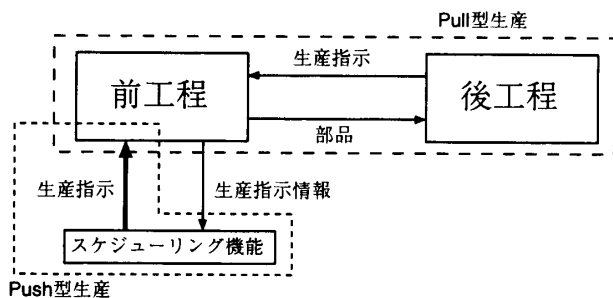 Pull型生産
生産指示
前工程
後工程
部品
生産指示
生産指示情報
スケジューリング機能
Push型生産